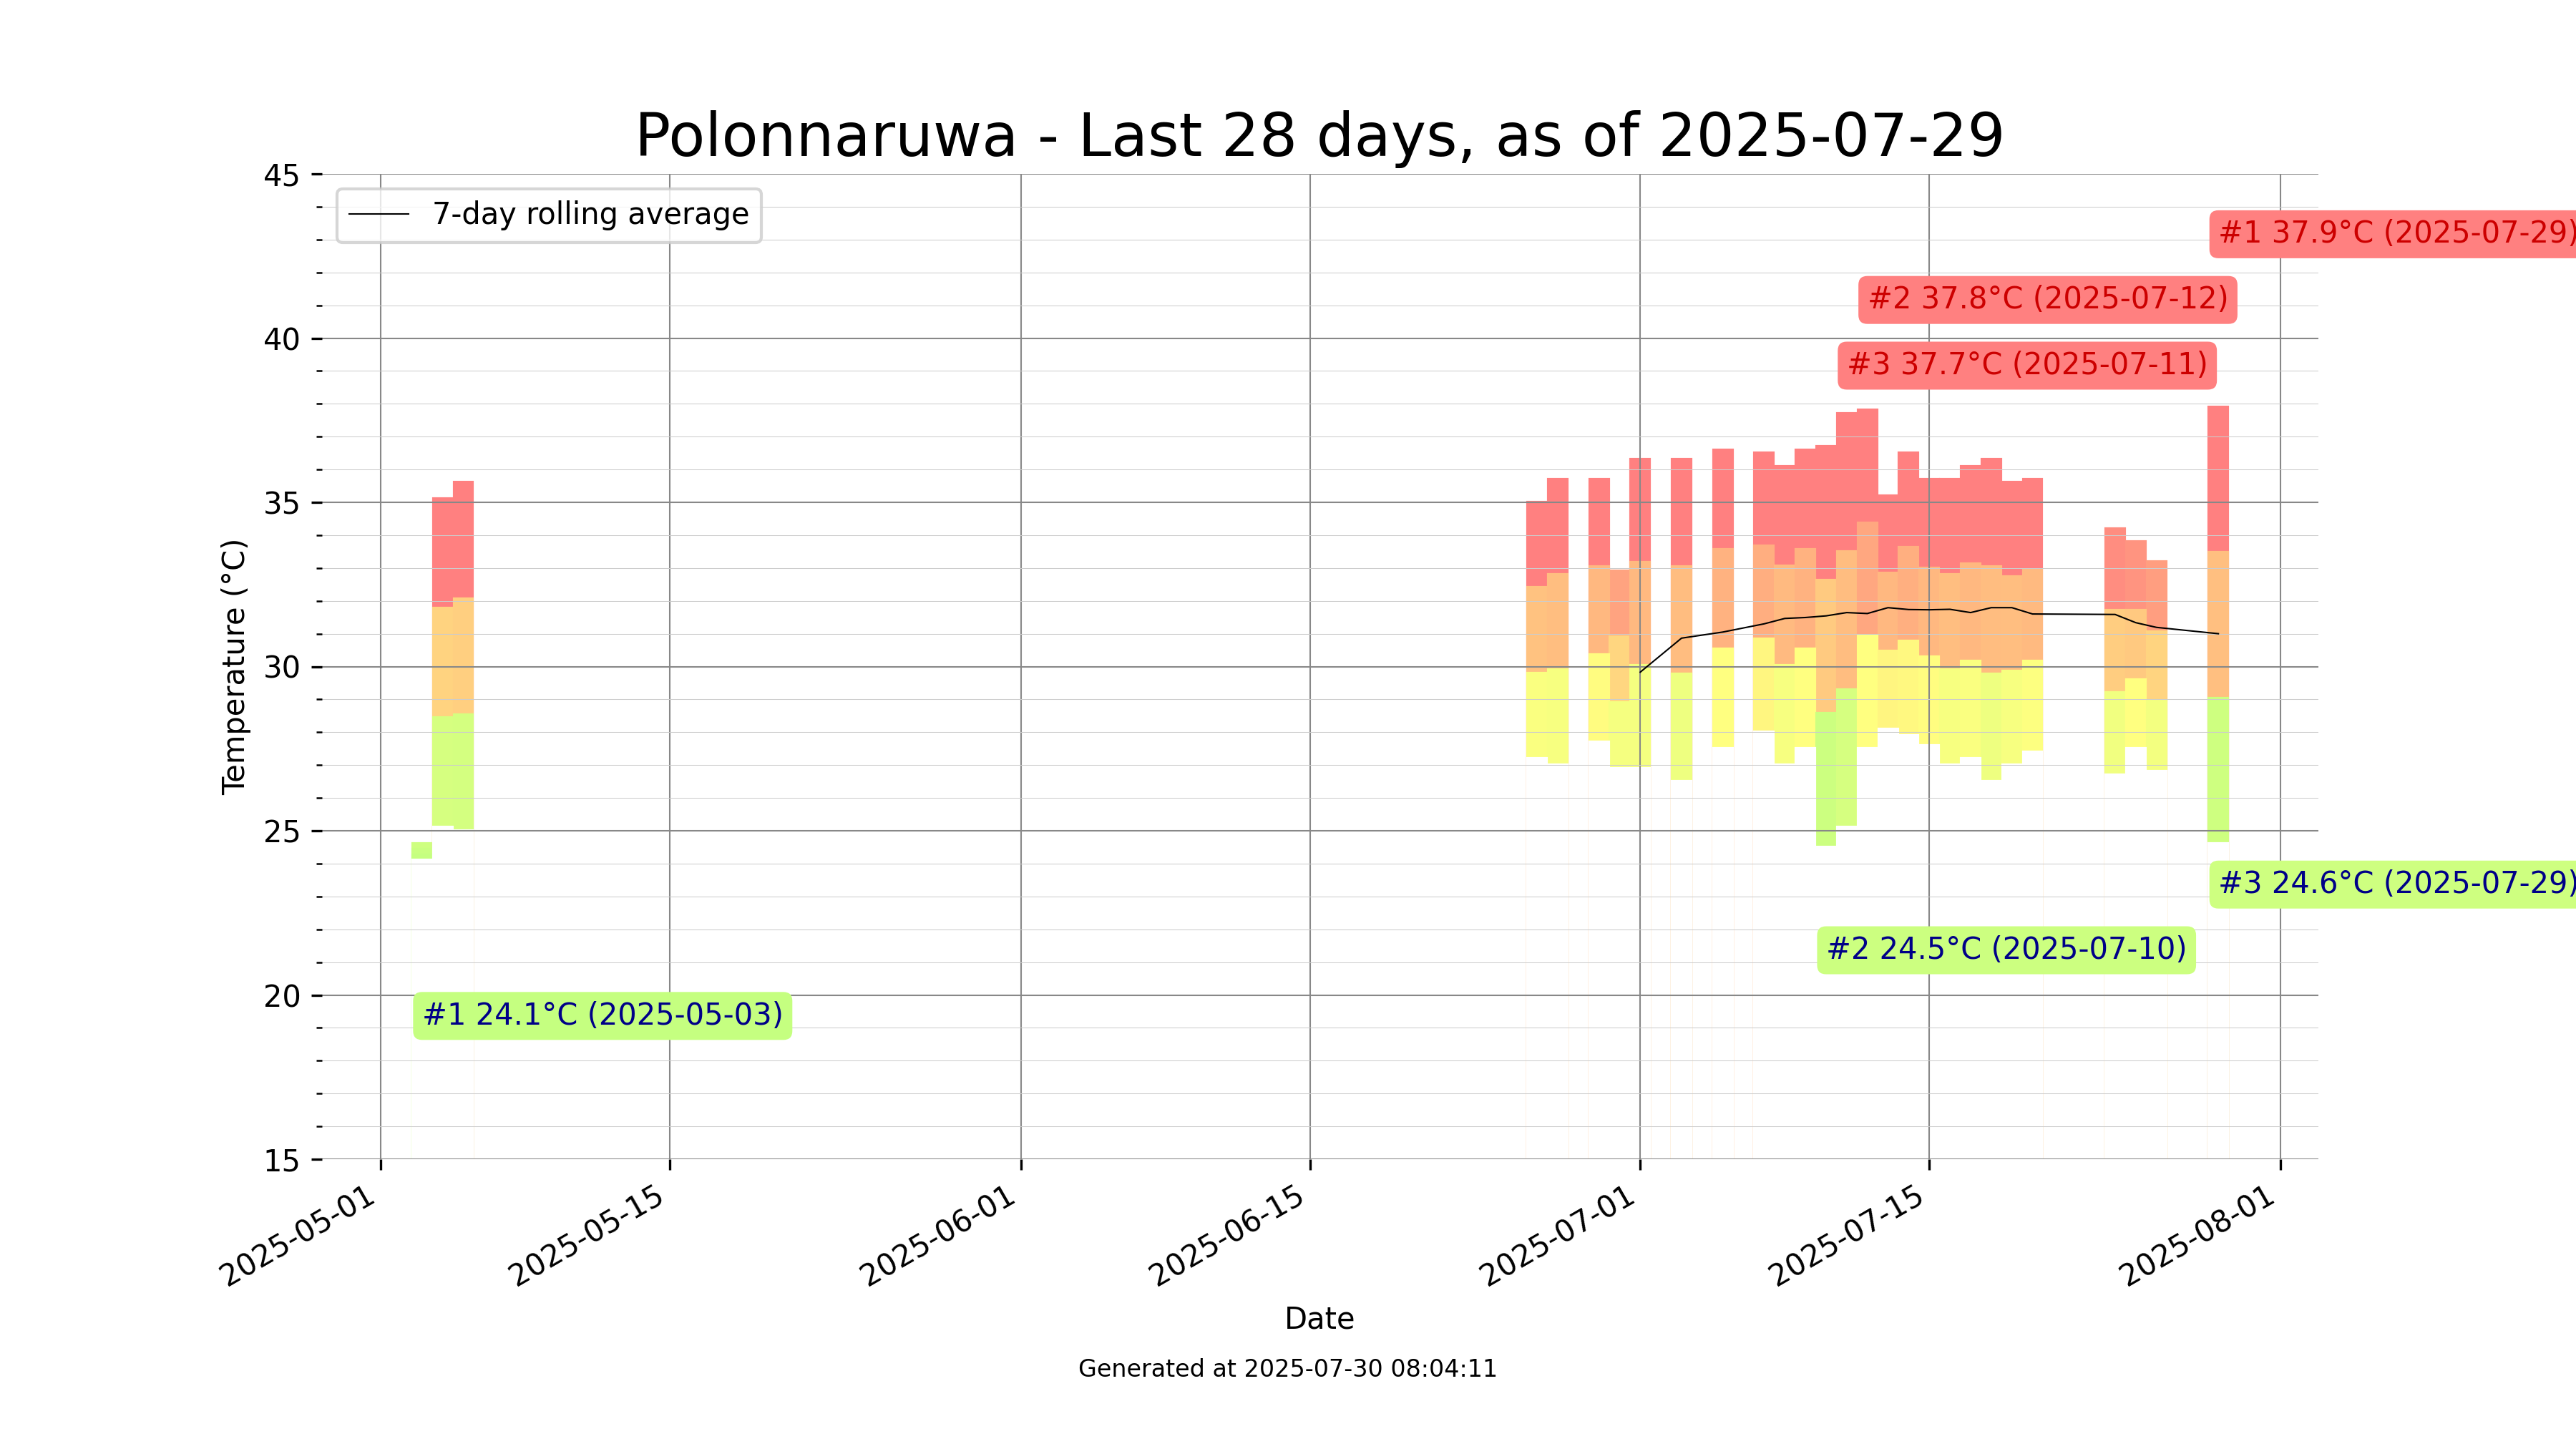 Polonnaruwa - Last 28 days, as of 2025-07-29
45
7-day rolling average
#1 37.9°C (2025-07-29)
#2 37.8°C (2025-07-12)
40
#3 37.7°C (2025-07-11)
35
Temperature (°C)
30
25
#3 24.6°C (2025-07-29)
#2 24.5°C (2025-07-10)
20
#1 24.1°C (2025-05-03)
15
2025-05-01
2025-05-15
2025-06-01
2025-06-15
2025-07-01
2025-07-15
2025-08-01
Date
Generated at 2025-07-30 08:04:11